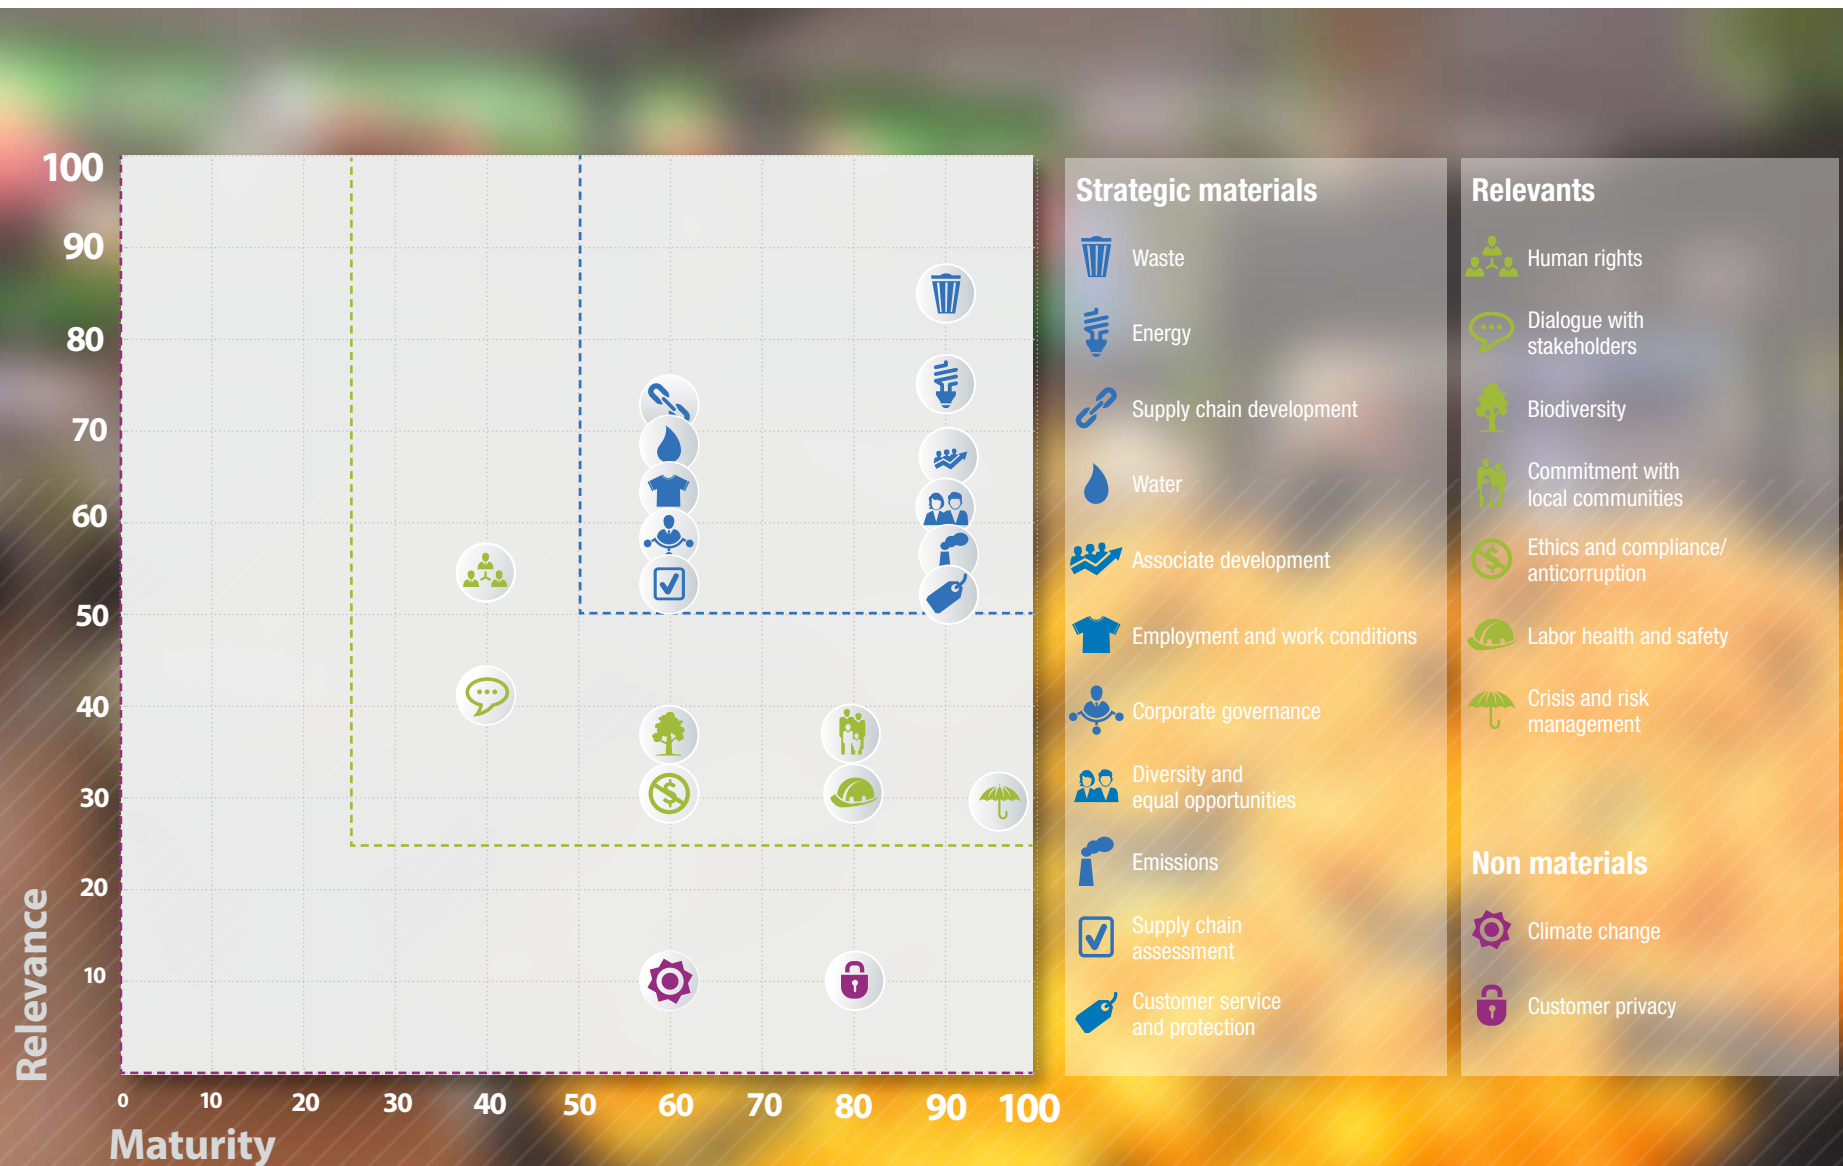 100
90
80
70
60
50
40
30
20
10
Relevance
0 10 20 30 40 50 60 70 80 90 100
Maturity
Strategic materials
Waste
Energy
Supply chain development
Water
Associate development
Employment and work conditions
Corporate governance
Diversity and
equal opportunities
Emissions
Supply chain
assessment
Customer service
and protection
Relevants
Human rights
Dialogue with
stakeholders
Biodiversity
Commitment with
local communities
Ethics and compliance/
anticorruption
Labor health and safety
Crisis and risk
management
Non materials
Climate change
Customer privacy